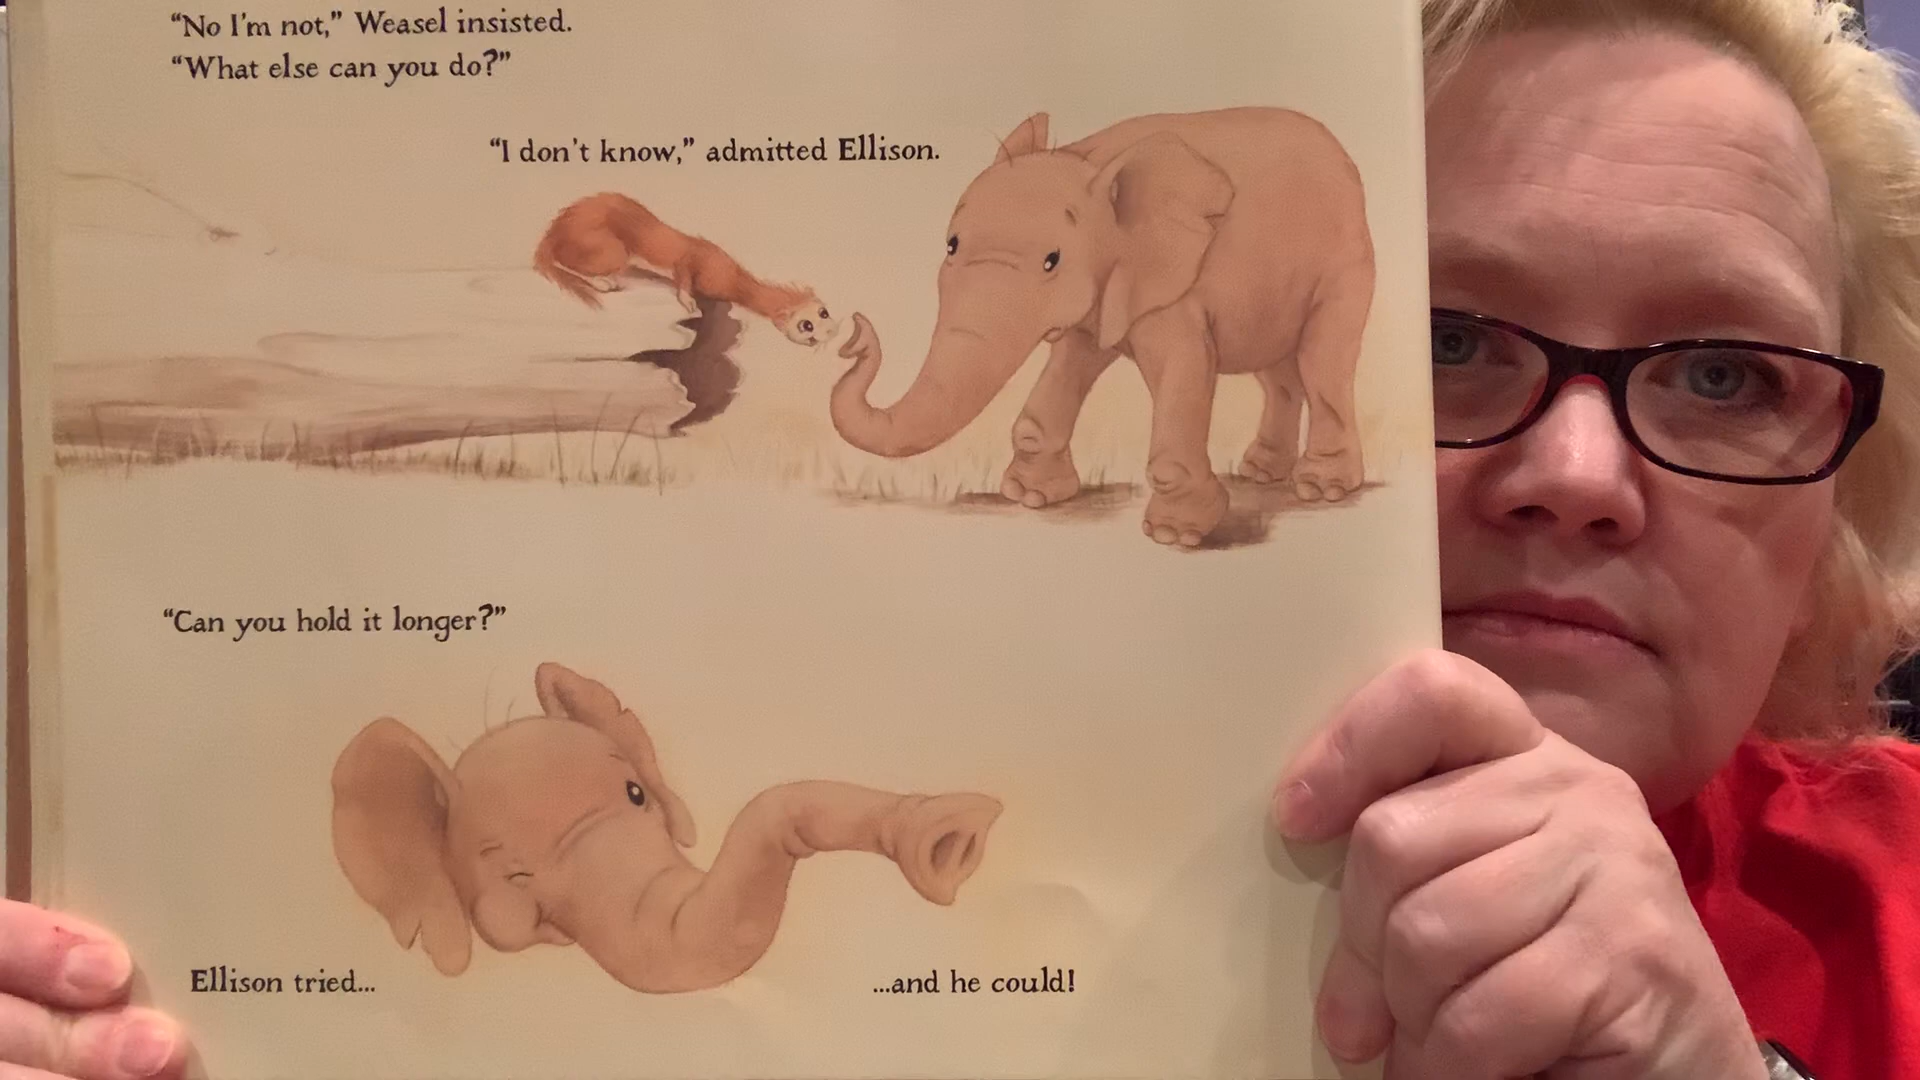 “No I'm not,” Weasel insisted.
“What else can you do?”
“I don't know,” admitted Ellison.
“Can you hold it longer?”
Ellison tried...
...and he could!